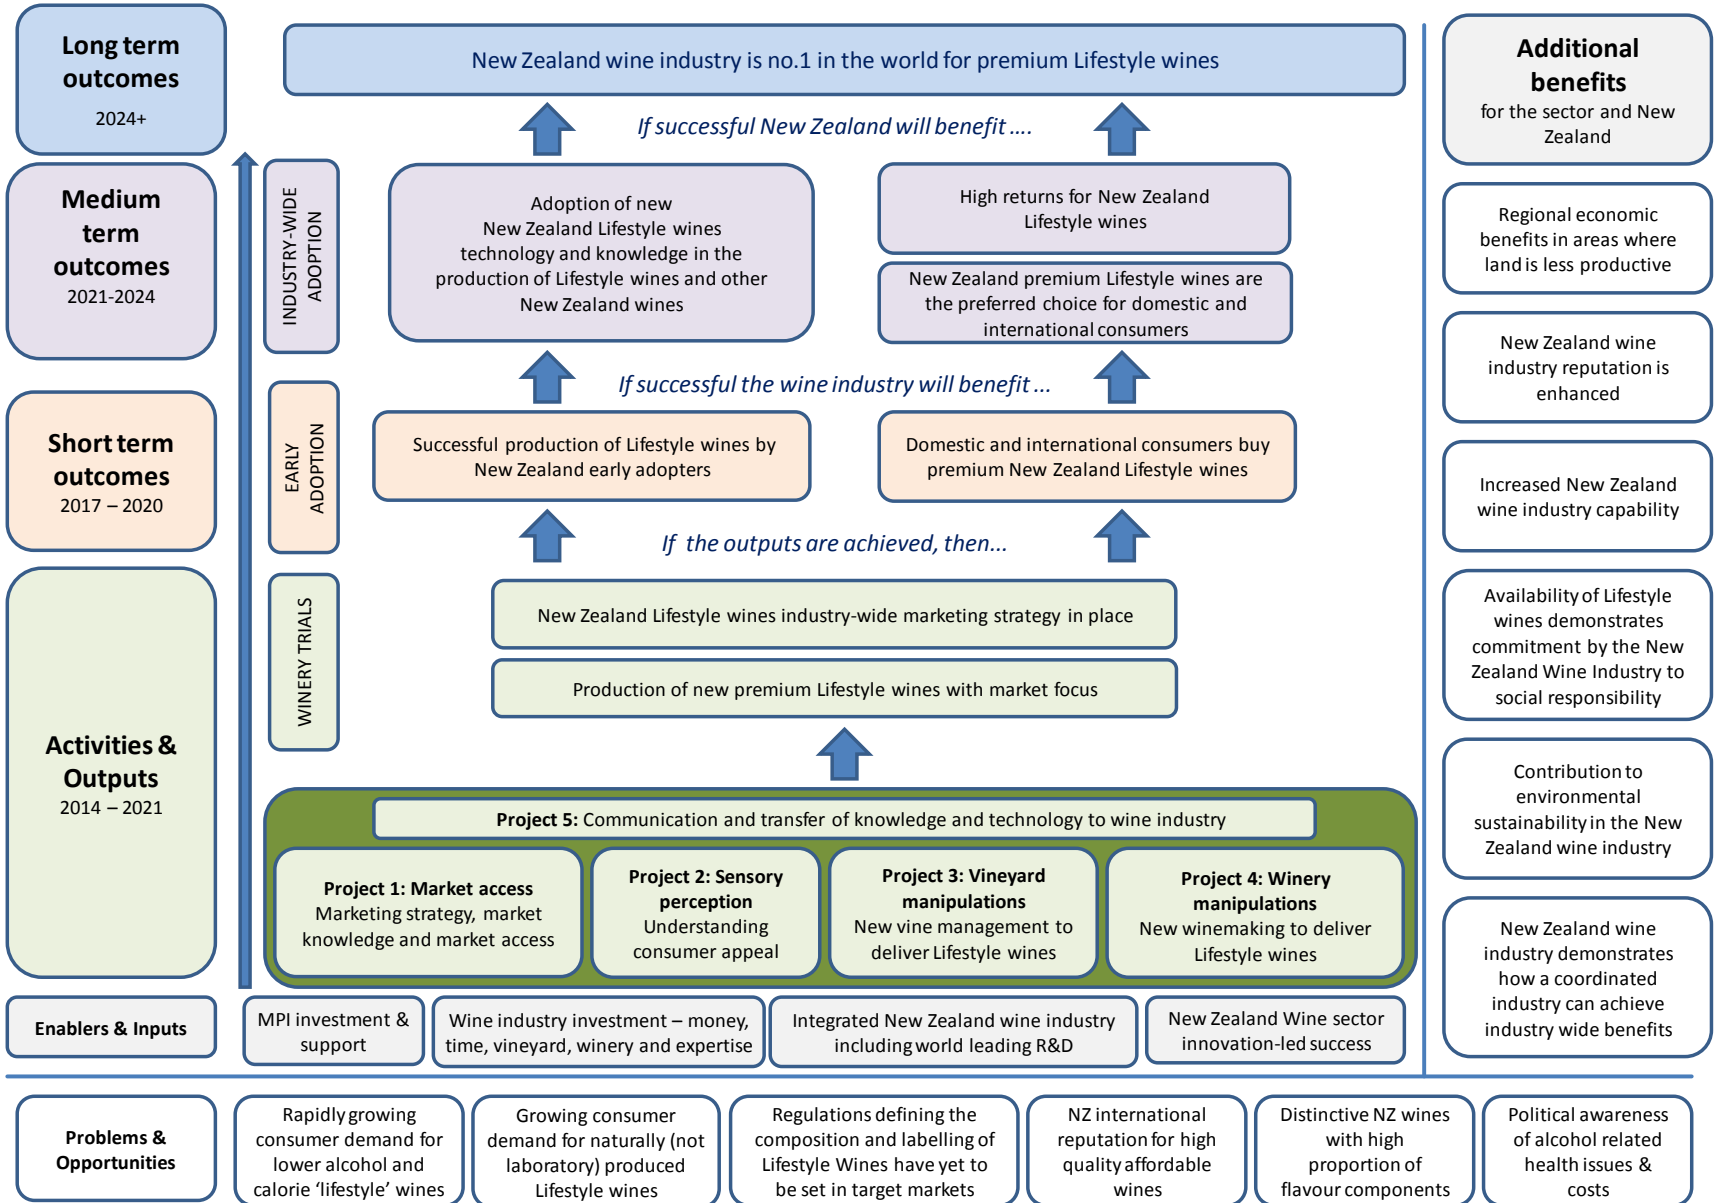 Long term
outcomes
2024+
New Zealand wine industry is no.1 in the world for premium Lifestyle wines
If successful New Zealand will benefit ....
Medium
term
outcomes
2021-2024
INDUSTRY-WIDE
ADOPTION
Adoption of new
New Zealand Lifestyle wines
technology and knowledge in the
production of Lifestyle wines and other
New Zealand wines
High returns for New Zealand
Lifestyle wines
New Zealand premium Lifestyle wines are
the preferred choice for domestic and
international consumers
If successful the wine industry will benefit ...
Short term
outcomes
2017 – 2020
EARLY
ADOPTION
Successful production of Lifestyle wines by
New Zealand early adopters
Domestic and international consumers buy
premium New Zealand Lifestyle wines
If the outputs are achieved, then...
Activities &
Outputs
2014 – 2021
WINERY TRIALS
New Zealand Lifestyle wines industry-wide marketing strategy in place
Production of new premium Lifestyle wines with market focus
Project 5: Communication and transfer of knowledge and technology to wine industry
Project 1: Market access
Marketing strategy, market
knowledge and market access
Project 2: Sensory
perception
Understanding
consumer appeal
Project 3: Vineyard
manipulations
New vine management to
deliver Lifestyle wines
Project 4: Winery
manipulations
New winemaking to deliver
Lifestyle wines
Enablers & Inputs
MPI investment &
support
Wine industry investment – money,
time, vineyard, winery and expertise
Integrated New Zealand wine industry
including world leading R&D
New Zealand Wine sector
innovation-led success
Additional
benefits
for the sector and New
Zealand
Regional economic
benefits in areas where
land is less productive
New Zealand wine
industry reputation is
enhanced
Increased New Zealand
wine industry capability
Availability of Lifestyle
wines demonstrates
commitment by the New
Zealand Wine Industry to
social responsibility
Contribution to
environmental
sustainability in the New
Zealand wine industry
New Zealand wine
industry demonstrates
how a coordinated
industry can achieve
industry wide benefits
Problems &
Opportunities
Rapidly growing
consumer demand for
lower alcohol and
calorie ‘lifestyle’ wines
Growing consumer
demand for naturally (not
laboratory) produced
Lifestyle wines
Regulations defining the
composition and labelling of
Lifestyle Wines have yet to
be set in target markets
NZ international
reputation for high
quality affordable
wines
Distinctive NZ wines
with high
proportion of
flavour components
Political awareness
of alcohol related
health issues &
costs